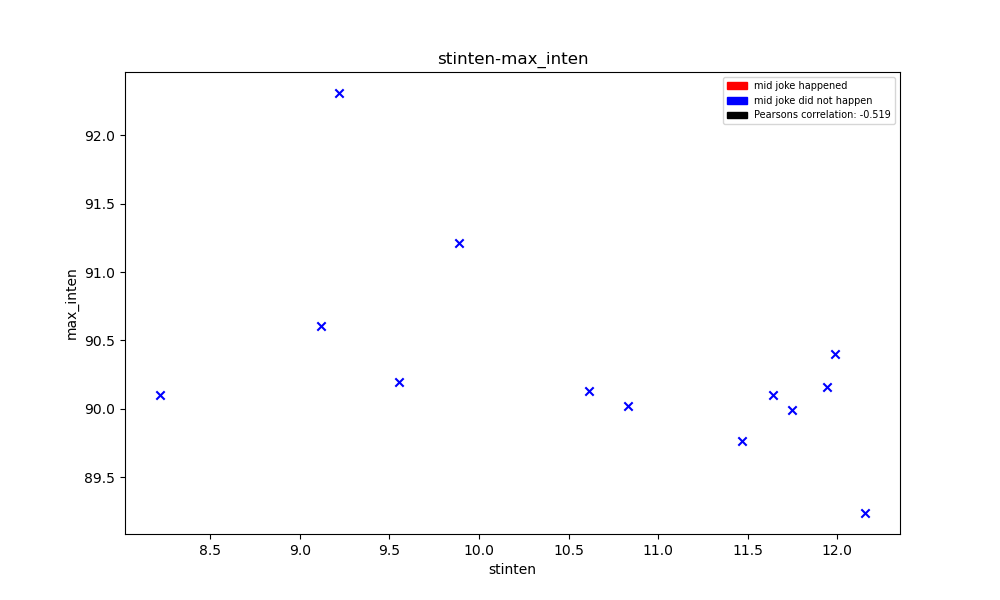 stinten-max_inten
mid joke happened
mid joke did not happen
Pearsons correlation: -0.519
max_inten
92.0
91.5
91.0
90.5
90.0
89.5
8.5 9.0 9.5 10.0 10.5 11.0 11.5 12.0
stinten